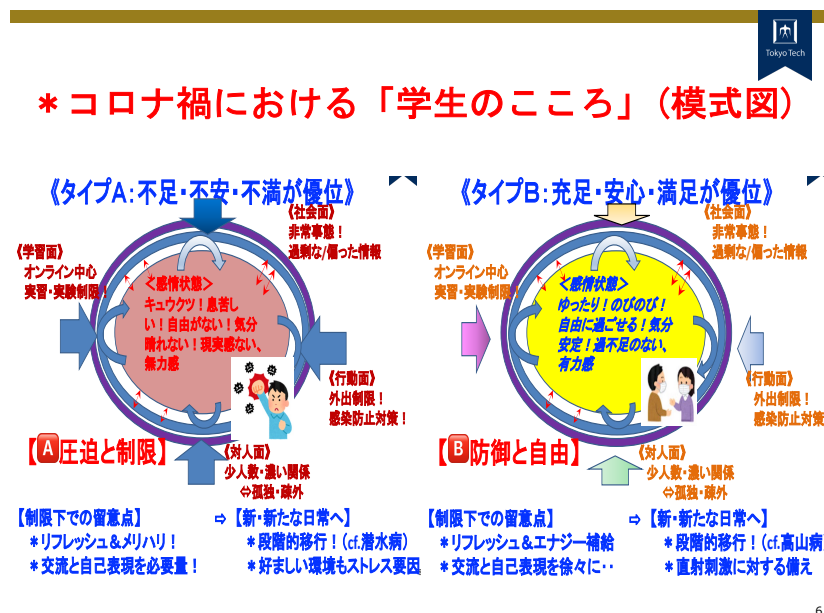 Tokyo Tech
＊コロナ禍における「学生のこころ」（模式図）
《タイプA：不足・不安・不満が優位》
《社会面》
非常事態！
過剰な/偏った情報
《学習面》
オンライン中心
実習・実験制限！
＜感情状態＞
キュウクツ！息苦し
い！自由がない！気分
晴れない！現実感ない、
無力感
《行動面》
外出制限！
感染防止対策！
【A圧迫と制限】
《対人面》
少人数・濃い関係
⇔孤独・疎外
【制限下での留意点】
＊リフレッシュ＆メリハリ！
＊交流と自己表現を必要量！
⇨【新・新たな日常へ】
＊段階的移行！（cf.潜水病）
＊好ましい環境もストレス要因
《タイプB：充足・安心・満足が優位》
《社会面》
非常事態！
過剰な/偏った情報
《学習面》
オンライン中心
実習・実験制限！
＜感情状態＞
ゆったり！のびのび！
自由に過ごせる！気分
安定！過不足のない、
有力感
《行動面》
外出制限！
感染防止対策
【B防御と自由】
《対人面》
少人数・濃い関係
⇔孤独・疎外
【制限下での留意点】
＊リフレッシュ＆エナジー補給
＊交流と自己表現を徐々に・・
⇨【新・新たな日常へ】
＊段階的移行！（cf.高山病
＊直射刺激に対する備え
6